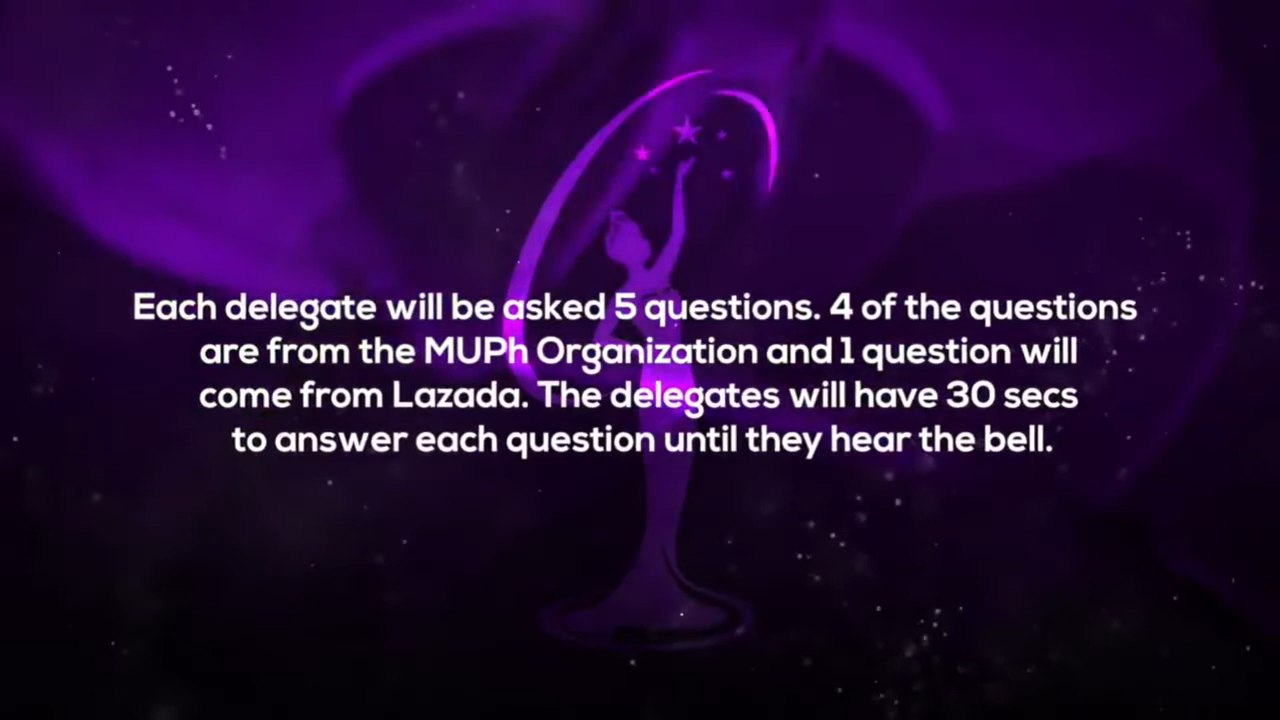 Each delegate will be asked 5 questions. 4 of the questions
are from the MUPh Organization and 1 question will
come from Lazada. The delegates will have 30 secs
to answer each question until they hear the bell.